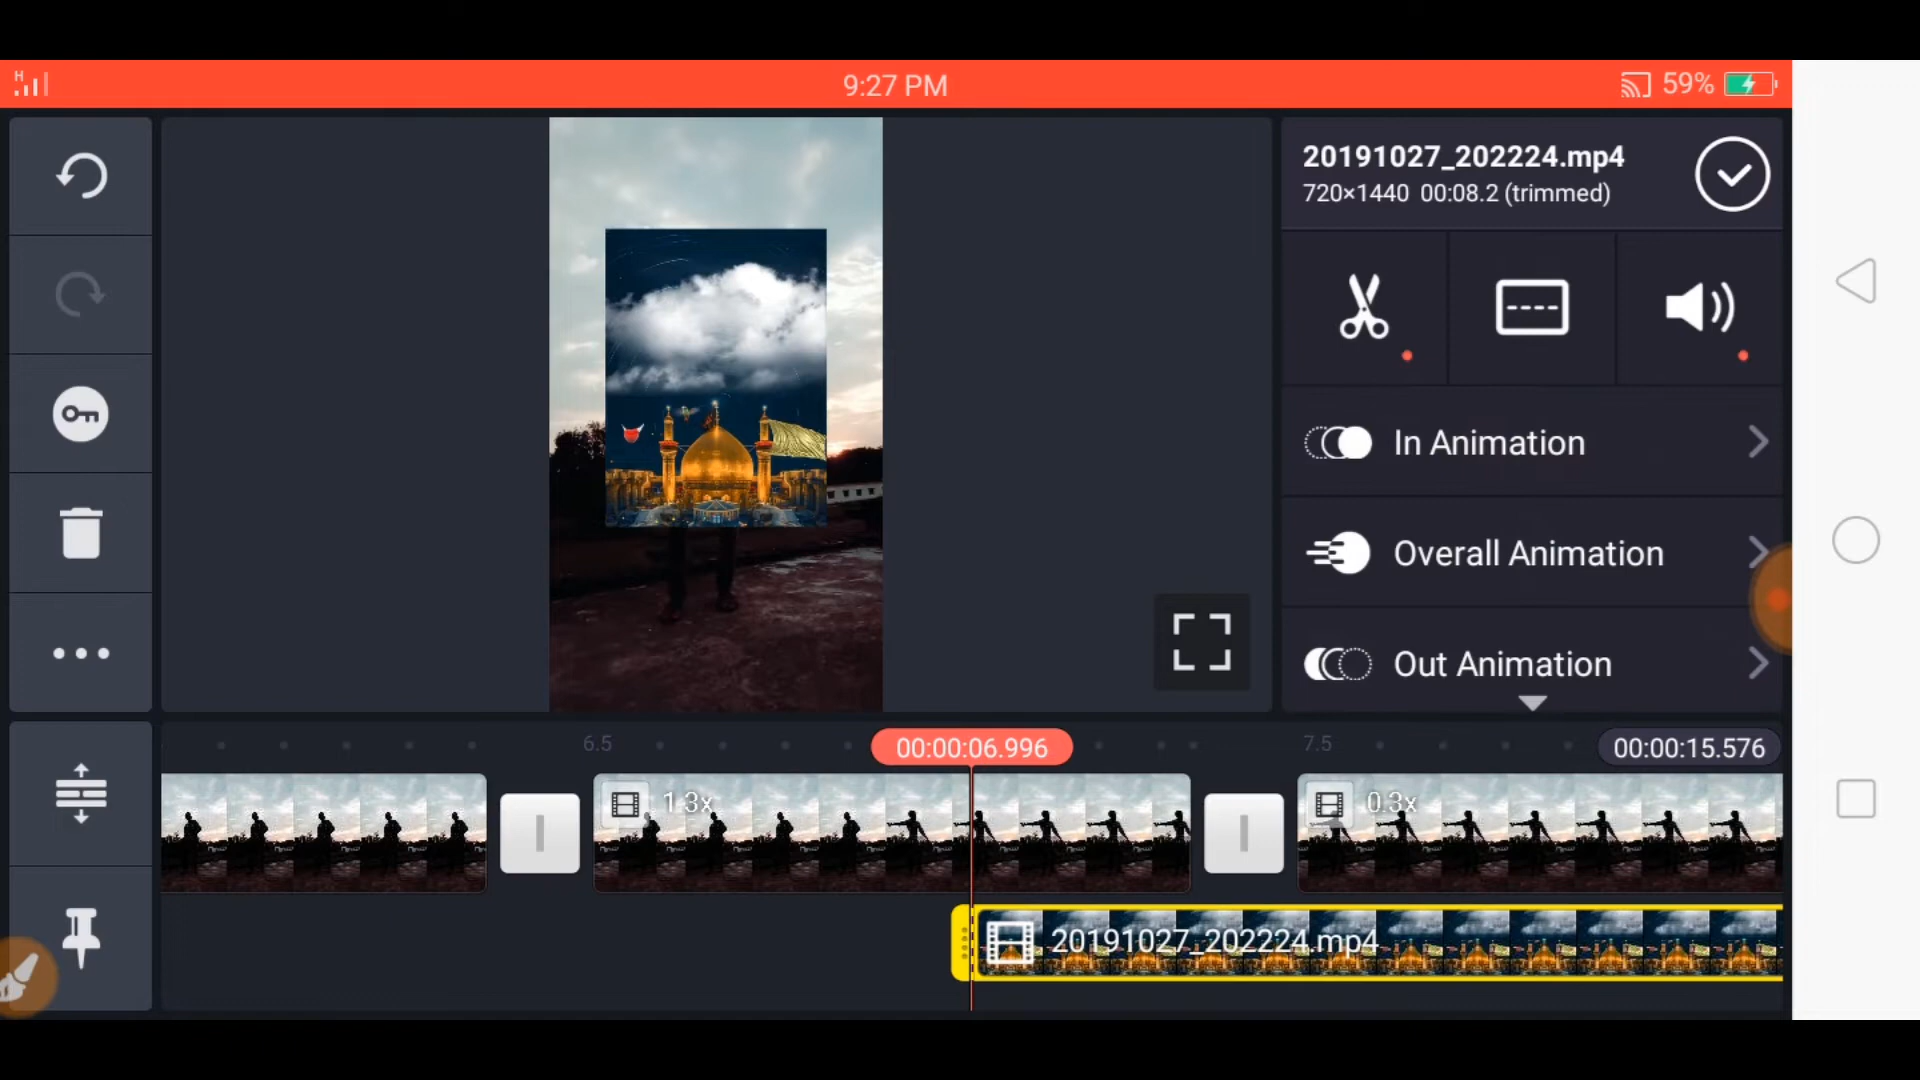 H
9:27 PM
59%
20191027_202224.mp4
720×1440 00:08.2 (trimmed)
In Animation
Overall Animation
Out Animation
6.5
00:00:06.996
7.5
00:00:15.576
1.3x
0.3x
20191027_202224.mp4